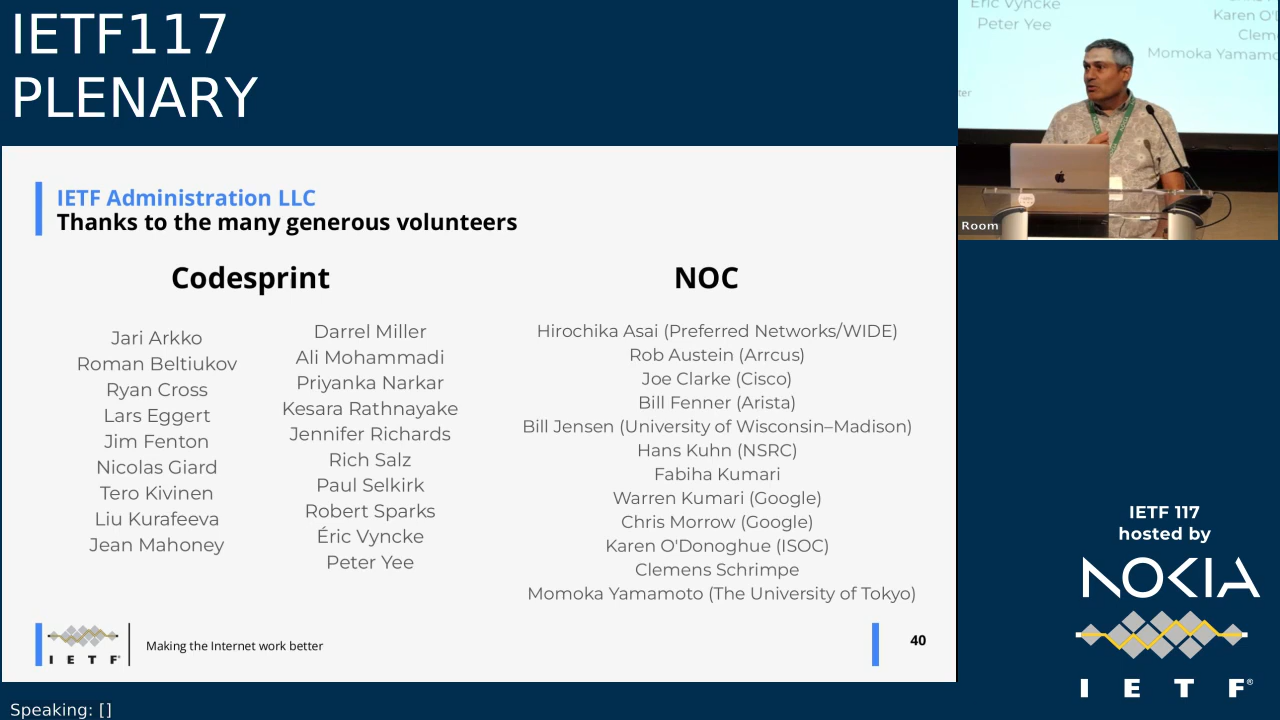 IETF117
PLENARY
IETF Administration LLC
Thanks to the many generous volunteers
Codesprint
Jari Arkko
Roman Beltiukov
Ryan Cross
Lars Eggert
Jim Fenton
Nicolas Giard
Tero Kivinen
Liu Kurafeeva
Jean Mahoney
Darrel Miller
Ali Mohammadi
Priyanka Narkar
Kesara Rathnayake
Jennifer Richards
Rich Salz
Paul Selkirk
Robert Sparks
Éric Vyncke
Peter Yee
NOC
Hirochika Asai (Preferred Networks/WIDE)
Rob Austein (Arrcus)
Joe Clarke (Cisco)
Bill Fenner (Arista)
Bill Jensen (University of Wisconsin–Madison)
Hans Kuhn (NSRC)
Fabiha Kumari
Warren Kumari (Google)
Chris Morrow (Google)
Karen O'Donoghue (ISOC)
Clemens Schrimpe
Momoka Yamamoto (The University of Tokyo)
IETF®
Making the Internet work better
40
Éric Vyncke
Peter Yee
Karen O'
Clem
Momoka Yamam
ter
Room
IETF 117
hosted by
NOKIA
IETF®
Speaking: []